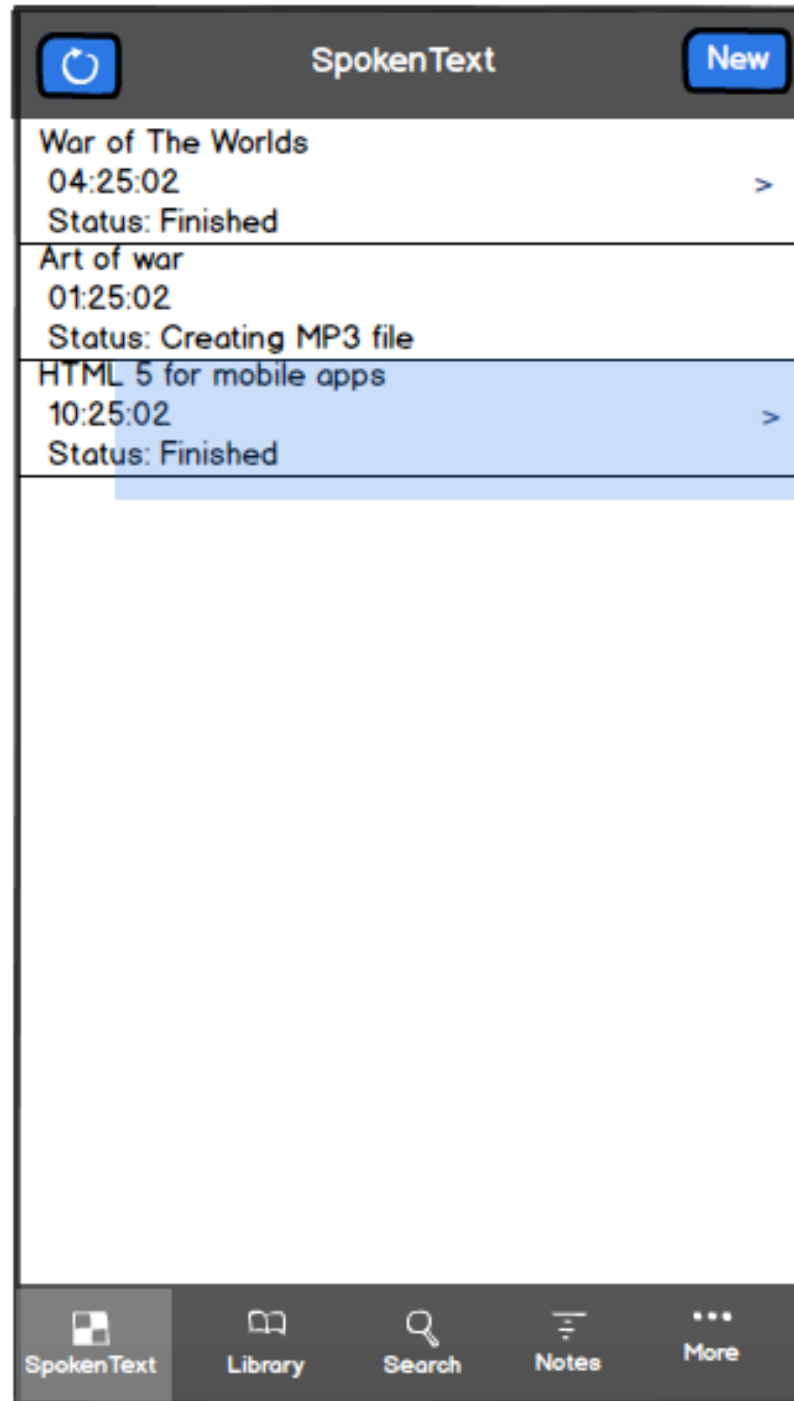 SpokenText
New
War of The Worlds
04:25:02
>
Status: Finished
Art of war
01:25:02
Status: Creating MP3 file
HTML 5 for mobile apps
10:25:02
>
Status: Finished
SpokenText
Library
Search
Notes
More